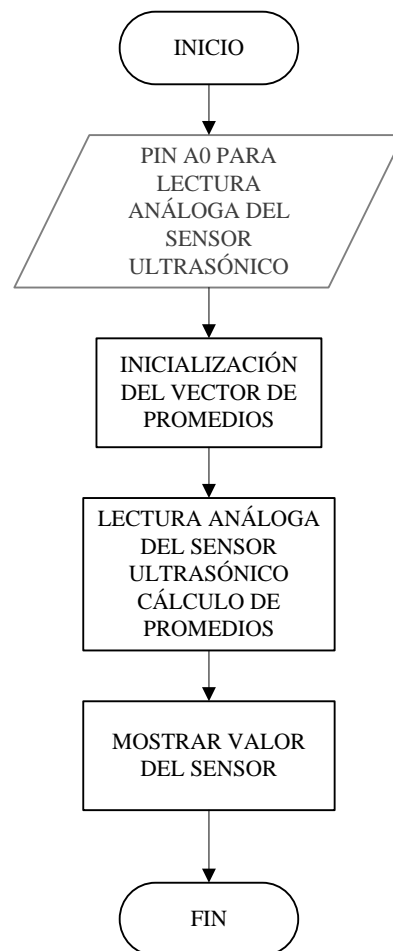 INICIO
PIN A0 PARA
LECTURA
ANÁLOGA DEL
SENSOR
ULTRASÓNICO
INICIALIZACIÓN
DEL VECTOR DE
PROMEDIOS
LECTURA ANÁLOGA
DEL SENSOR
ULTRASÓNICO
CÁLCULO DE
PROMEDIOS
MOSTRAR VALOR
DEL SENSOR
FIN